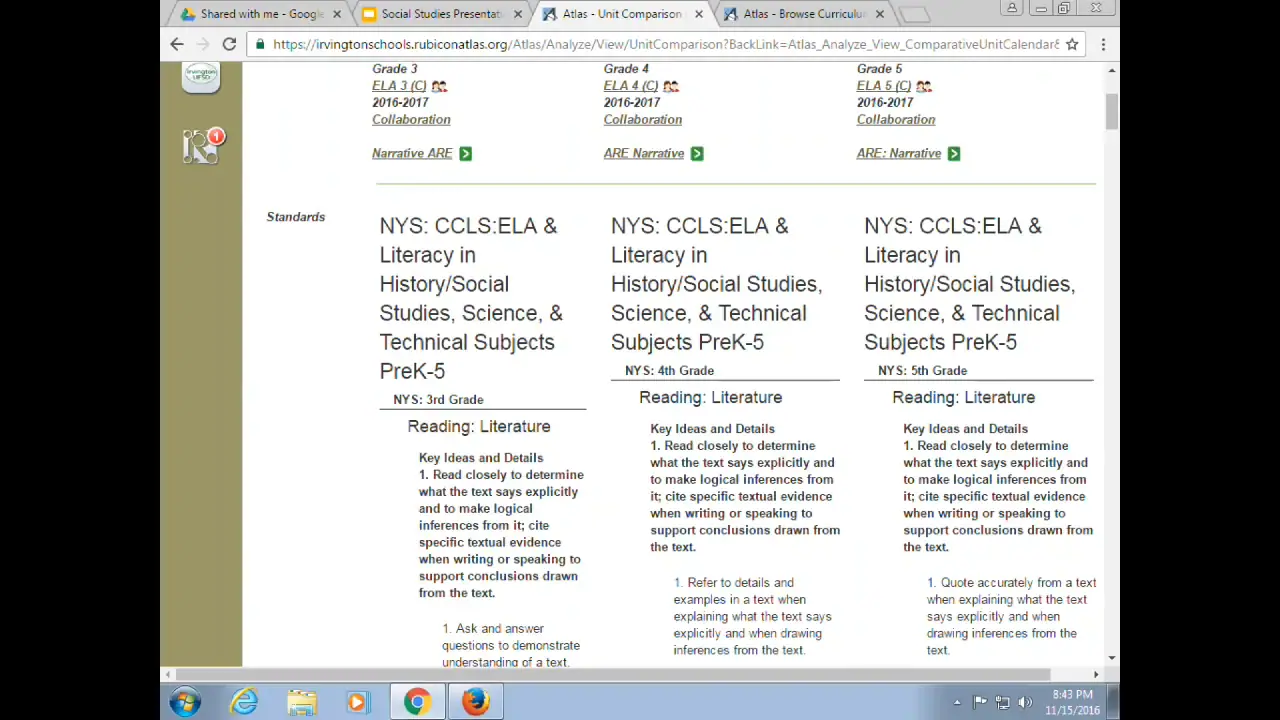 Shared with me - Google
Social Studies Presentati
Atlas - Unit Comparison
Atlas - Browse Curriculu
https://irvingtonschools.rubiconatlas.org/Atlas/Analyze/View/UnitComparison?BackLink=Atlas_Analyze_View_ComparativeUnitCalendar&
Irvington
UFSD
1
Grade 3
ELA 3 (C)
2016-2017
Collaboration
Narrative ARE
Grade 4
ELA 4 (C)
2016-2017
Collaboration
ARE Narrative
Grade 5
ELA 5 (C)
2016-2017
Collaboration
ARE: Narrative
Standards
NYS: CCLS:ELA &
Literacy in
History/Social
Studies, Science, &
Technical Subjects
PreK-5
NYS: 3rd Grade
Reading: Literature
Key Ideas and Details
1. Read closely to determine
what the text says explicitly
and to make logical
inferences from it; cite
specific textual evidence
when writing or speaking to
support conclusions drawn
from the text.
1. Ask and answer
questions to demonstrate
understanding of a text,
NYS: CCLS:ELA &
Literacy in
History/Social Studies,
Science, & Technical
Subjects PreK-5
NYS: 4th Grade
Reading: Literature
Key Ideas and Details
1. Read closely to determine
what the text says explicitly and
to make logical inferences from
it; cite specific textual evidence
when writing or speaking to
support conclusions drawn from
the text.
1. Refer to details and
examples in a text when
explaining what the text says
explicitly and when drawing
inferences from the text.
NYS: CCLS:ELA &
Literacy in
History/Social Studies,
Science, & Technical
Subjects PreK-5
NYS: 5th Grade
Reading: Literature
Key Ideas and Details
1. Read closely to determine
what the text says explicitly and
to make logical inferences from
it; cite specific textual evidence
when writing or speaking to
support conclusions drawn from
the text.
1. Quote accurately from a text
when explaining what the text
says explicitly and when
drawing inferences from the
text.
8:43 PM
11/15/2016